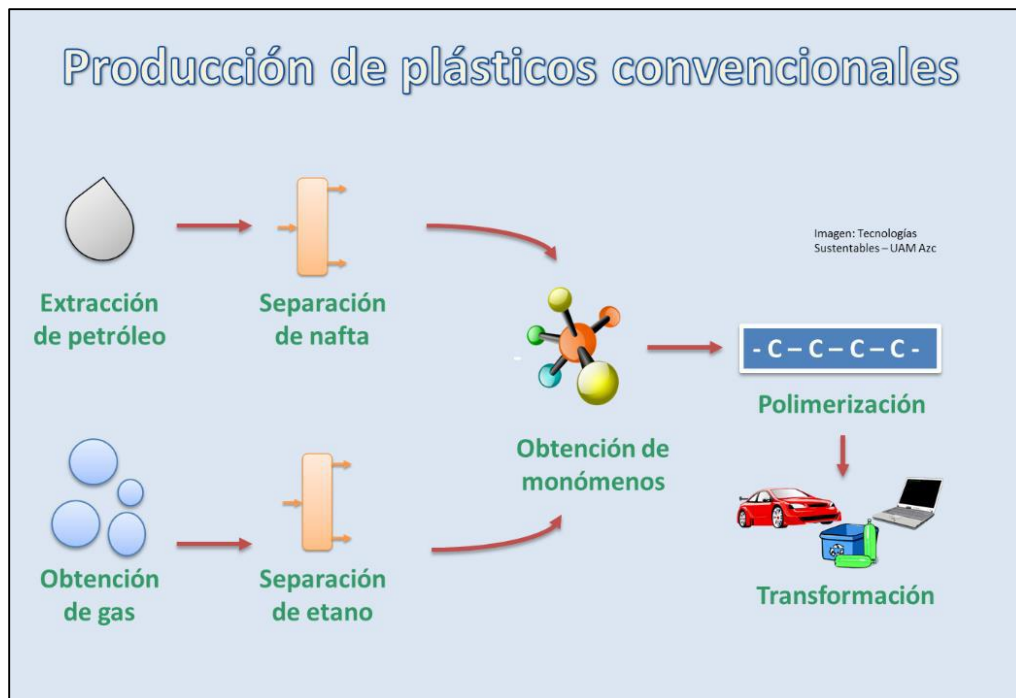 Producción de plásticos convencionales
Imagen: Tecnologías
Sustentables – UAM Azc
Extracción
de petróleo
Separación
de nafta
Obtención de
monómenos
- C – C – C – C -
Polimerización
Obtención
de gas
Separación
de etano
Transformación